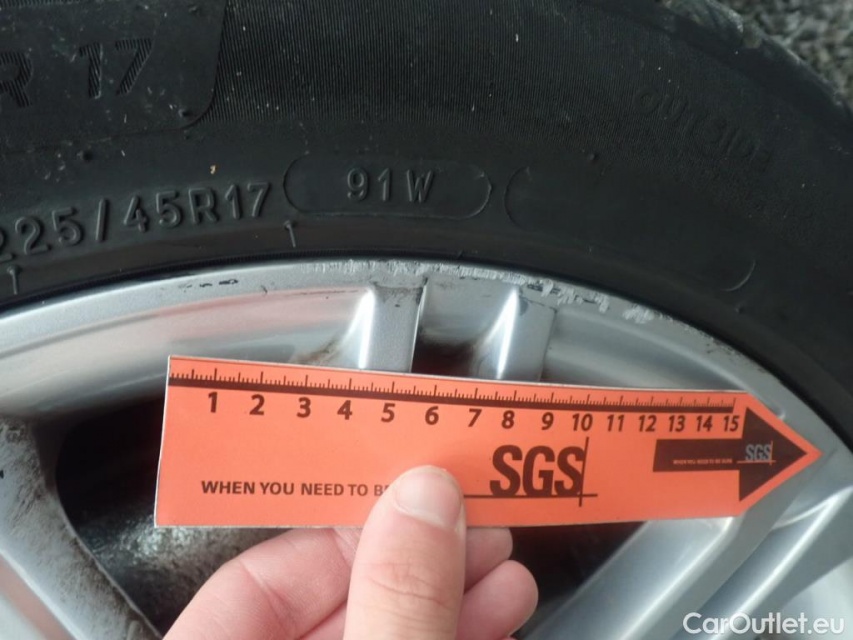 R 17
OUTSIDE
225/45R17 91W
1 2 3 4 5 6 7 8 9 10 11 12 13 14 15
SGS
SGS
WHEN YOU NEED TO B
CarOutlet.eu